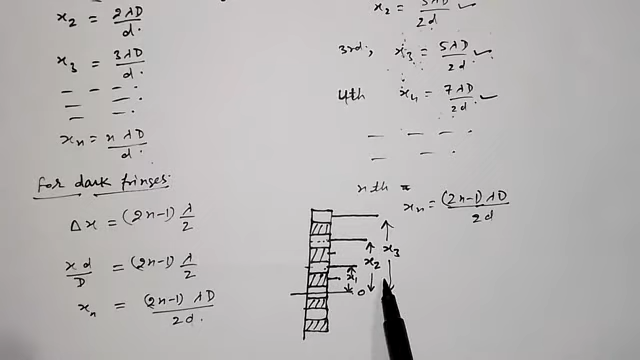 x₂ = 2λD/d.
x₃ = 3λD/d.
xₙ = n λD/d.
For dark fringes:
Δx = (2n-1) λ/2
xd/D = (2n-1) λ/2
xₙ = (2n-1) λD/2d.
x₂ = 3λD/2d
3rd, x₃ = 5λD/2d
4th x₄ = 7λD/2d
nth =
xₙ = (2n-1) λD/2d
x₃
x₂
x₁
0